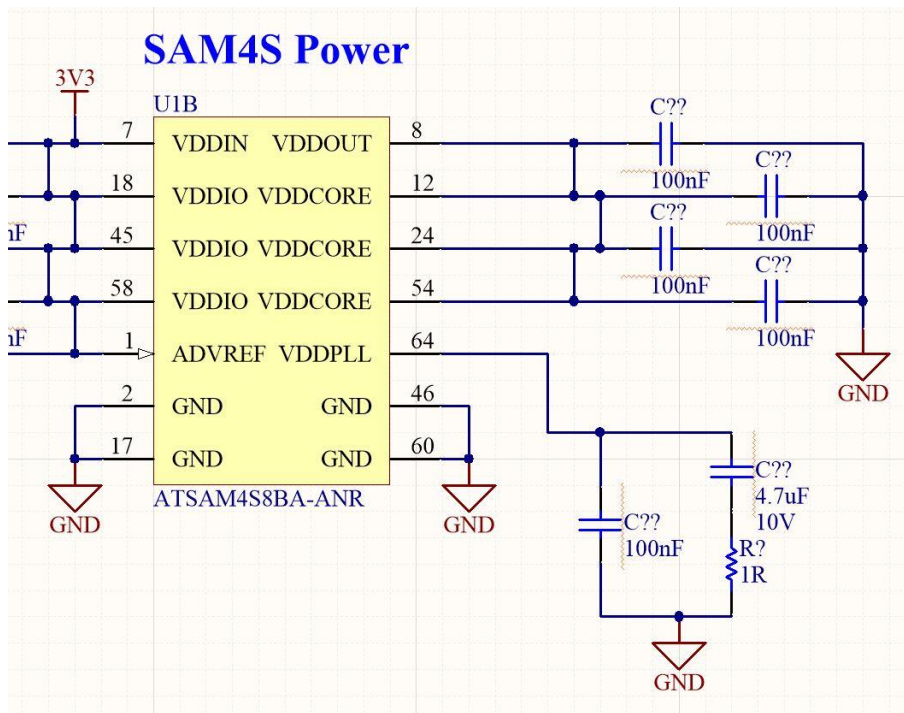 SAM4S Power
3V3
U1B
7 VDDIN VDDOUT 8
18 VDDIO VDDCORE 12
45 VDDIO VDDCORE 24
58 VDDIO VDDCORE 54
1 ADVREF VDDPLL 64
2 GND GND 46
17 GND GND 60
ATSAM4S8BA-ANR
GND
GND
C??
100nF
C??
100nF
C??
100nF
C??
100nF
GND
C??
100nF
C??
4.7uF
10V
R?
1R
GND